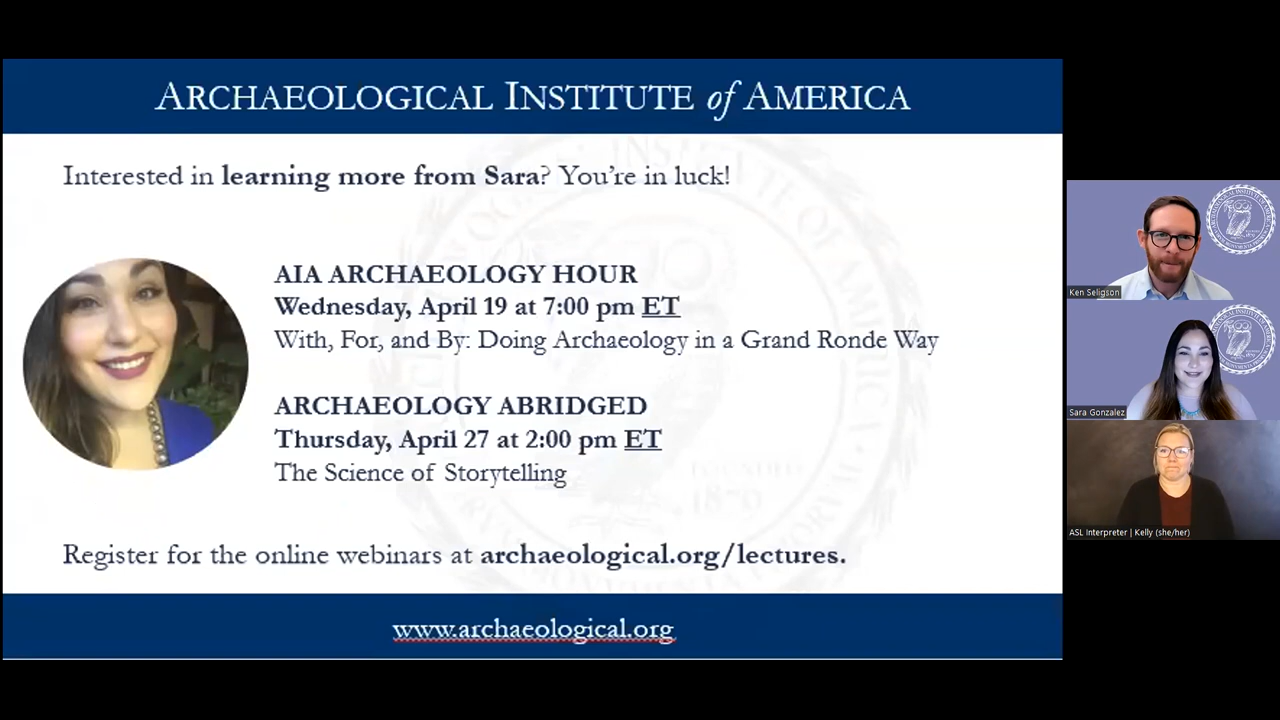 ARCHAEOLOGICAL INSTITUTE of AMERICA
Interested in learning more from Sara? You're in luck!
AIA ARCHAEOLOGY HOUR
Wednesday, April 19 at 7:00 pm ET
With, For, and By: Doing Archaeology in a Grand Ronde Way
ARCHAEOLOGY ABRIDGED
Thursday, April 27 at 2:00 pm ET
The Science of Storytelling
FOUNDED
1879
Register for the online webinars at archaeological.org/lectures.
www.archaeological.org
Ken Seligson
Sara Gonzalez
ASL Interpreter | Kelly (she/her)